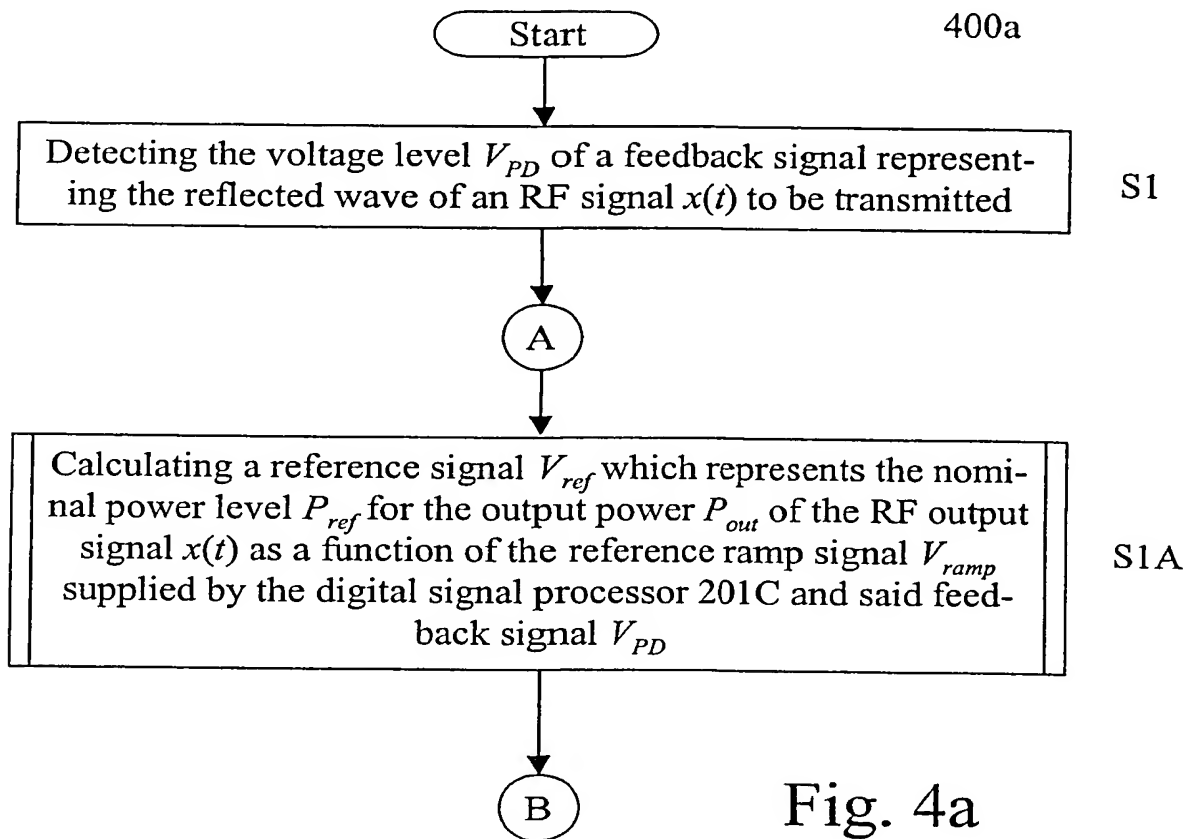 Start
400a
Detecting the voltage level V_PD of a feedback signal represent-
ing the reflected wave of an RF signal x(t) to be transmitted
S1
A
Calculating a reference signal V_ref which represents the nomi-
nal power level P_ref for the output power P_out of the RF output
signal x(t) as a function of the reference ramp signal V_ramp
supplied by the digital signal processor 201C and said feed-
back signal V_PD
S1A
B
Fig. 4a